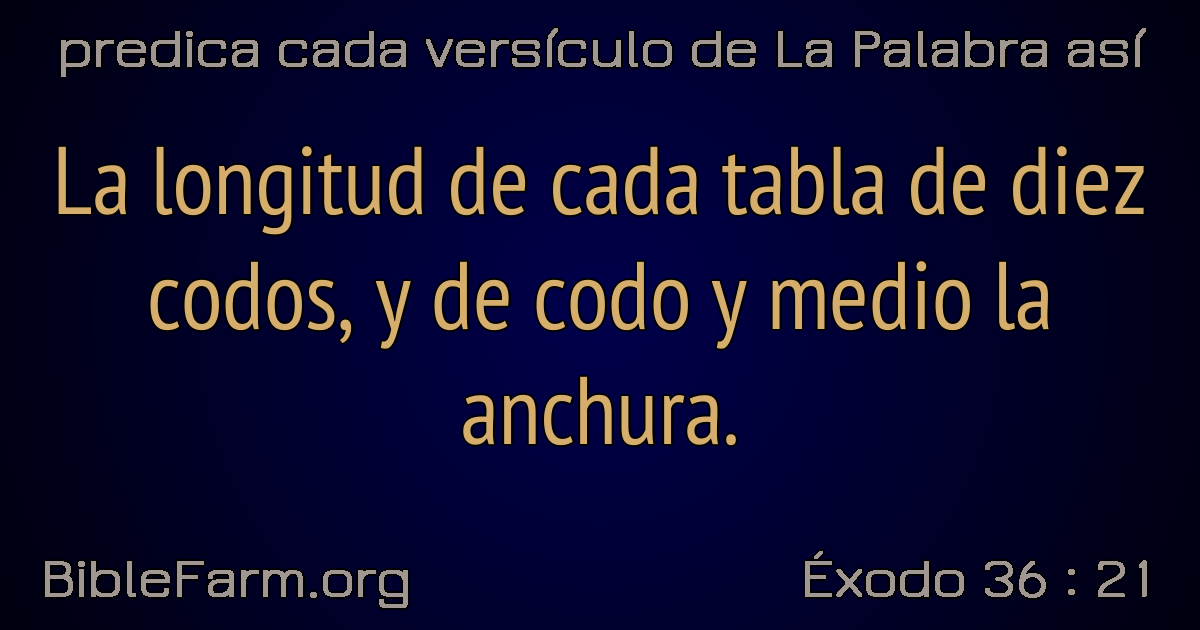 predica cada versículo de La Palabra así
La longitud de cada tabla de diez
codos, y de codo y medio la
anchura.
BibleFarm.org
Éxodo 36 : 21